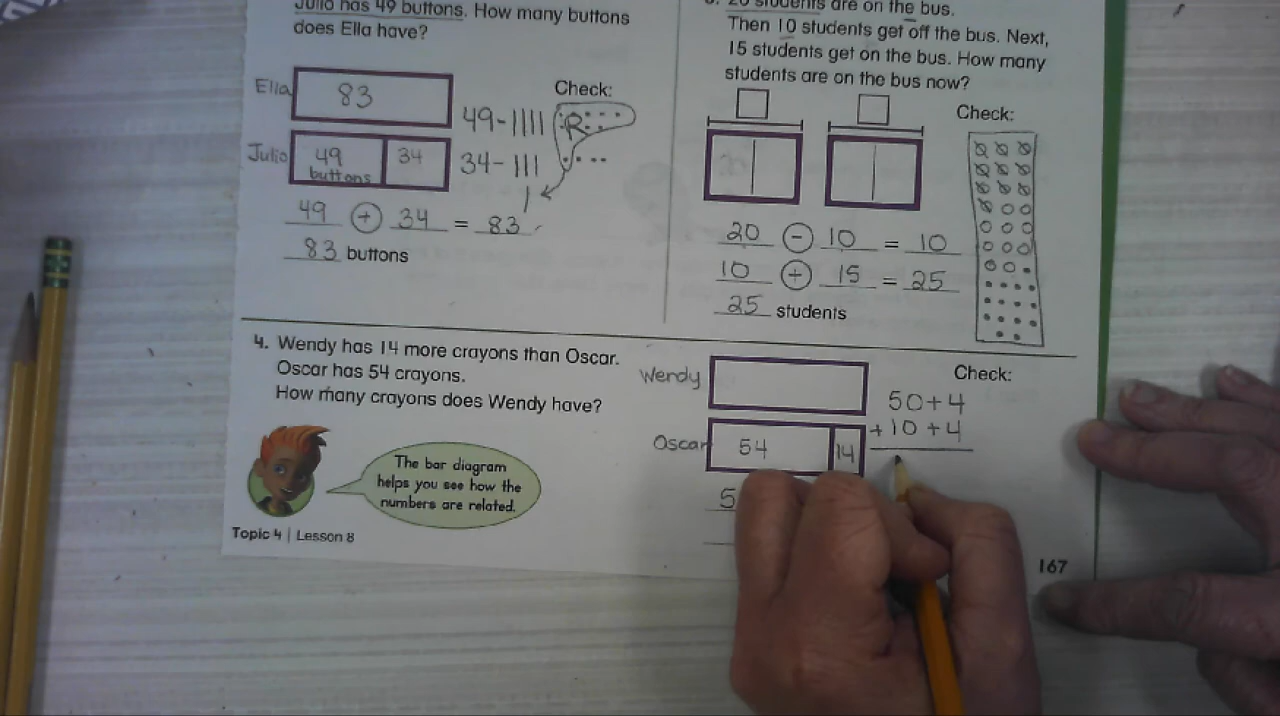 Julio has 49 buttons. How many buttons
does Ella have?
Ella 83
Julio 49 buttons 34
Check:
49-1111 R
34-111
1
49 + 34 = 83
83 buttons
20 students are on the bus.
Then 10 students get off the bus. Next,
15 students get on the bus. How many
students are on the bus now?
Check:
20 - 10 = 10
10 + 15 = 25
25 students
4. Wendy has 14 more crayons than Oscar.
Oscar has 54 crayons.
How many crayons does Wendy have?
The bar diagram
helps you see how the
numbers are related.
Wendy
Oscar 54 14
5
Check:
50+4
+10+4
Topic 4 | Lesson 8
167